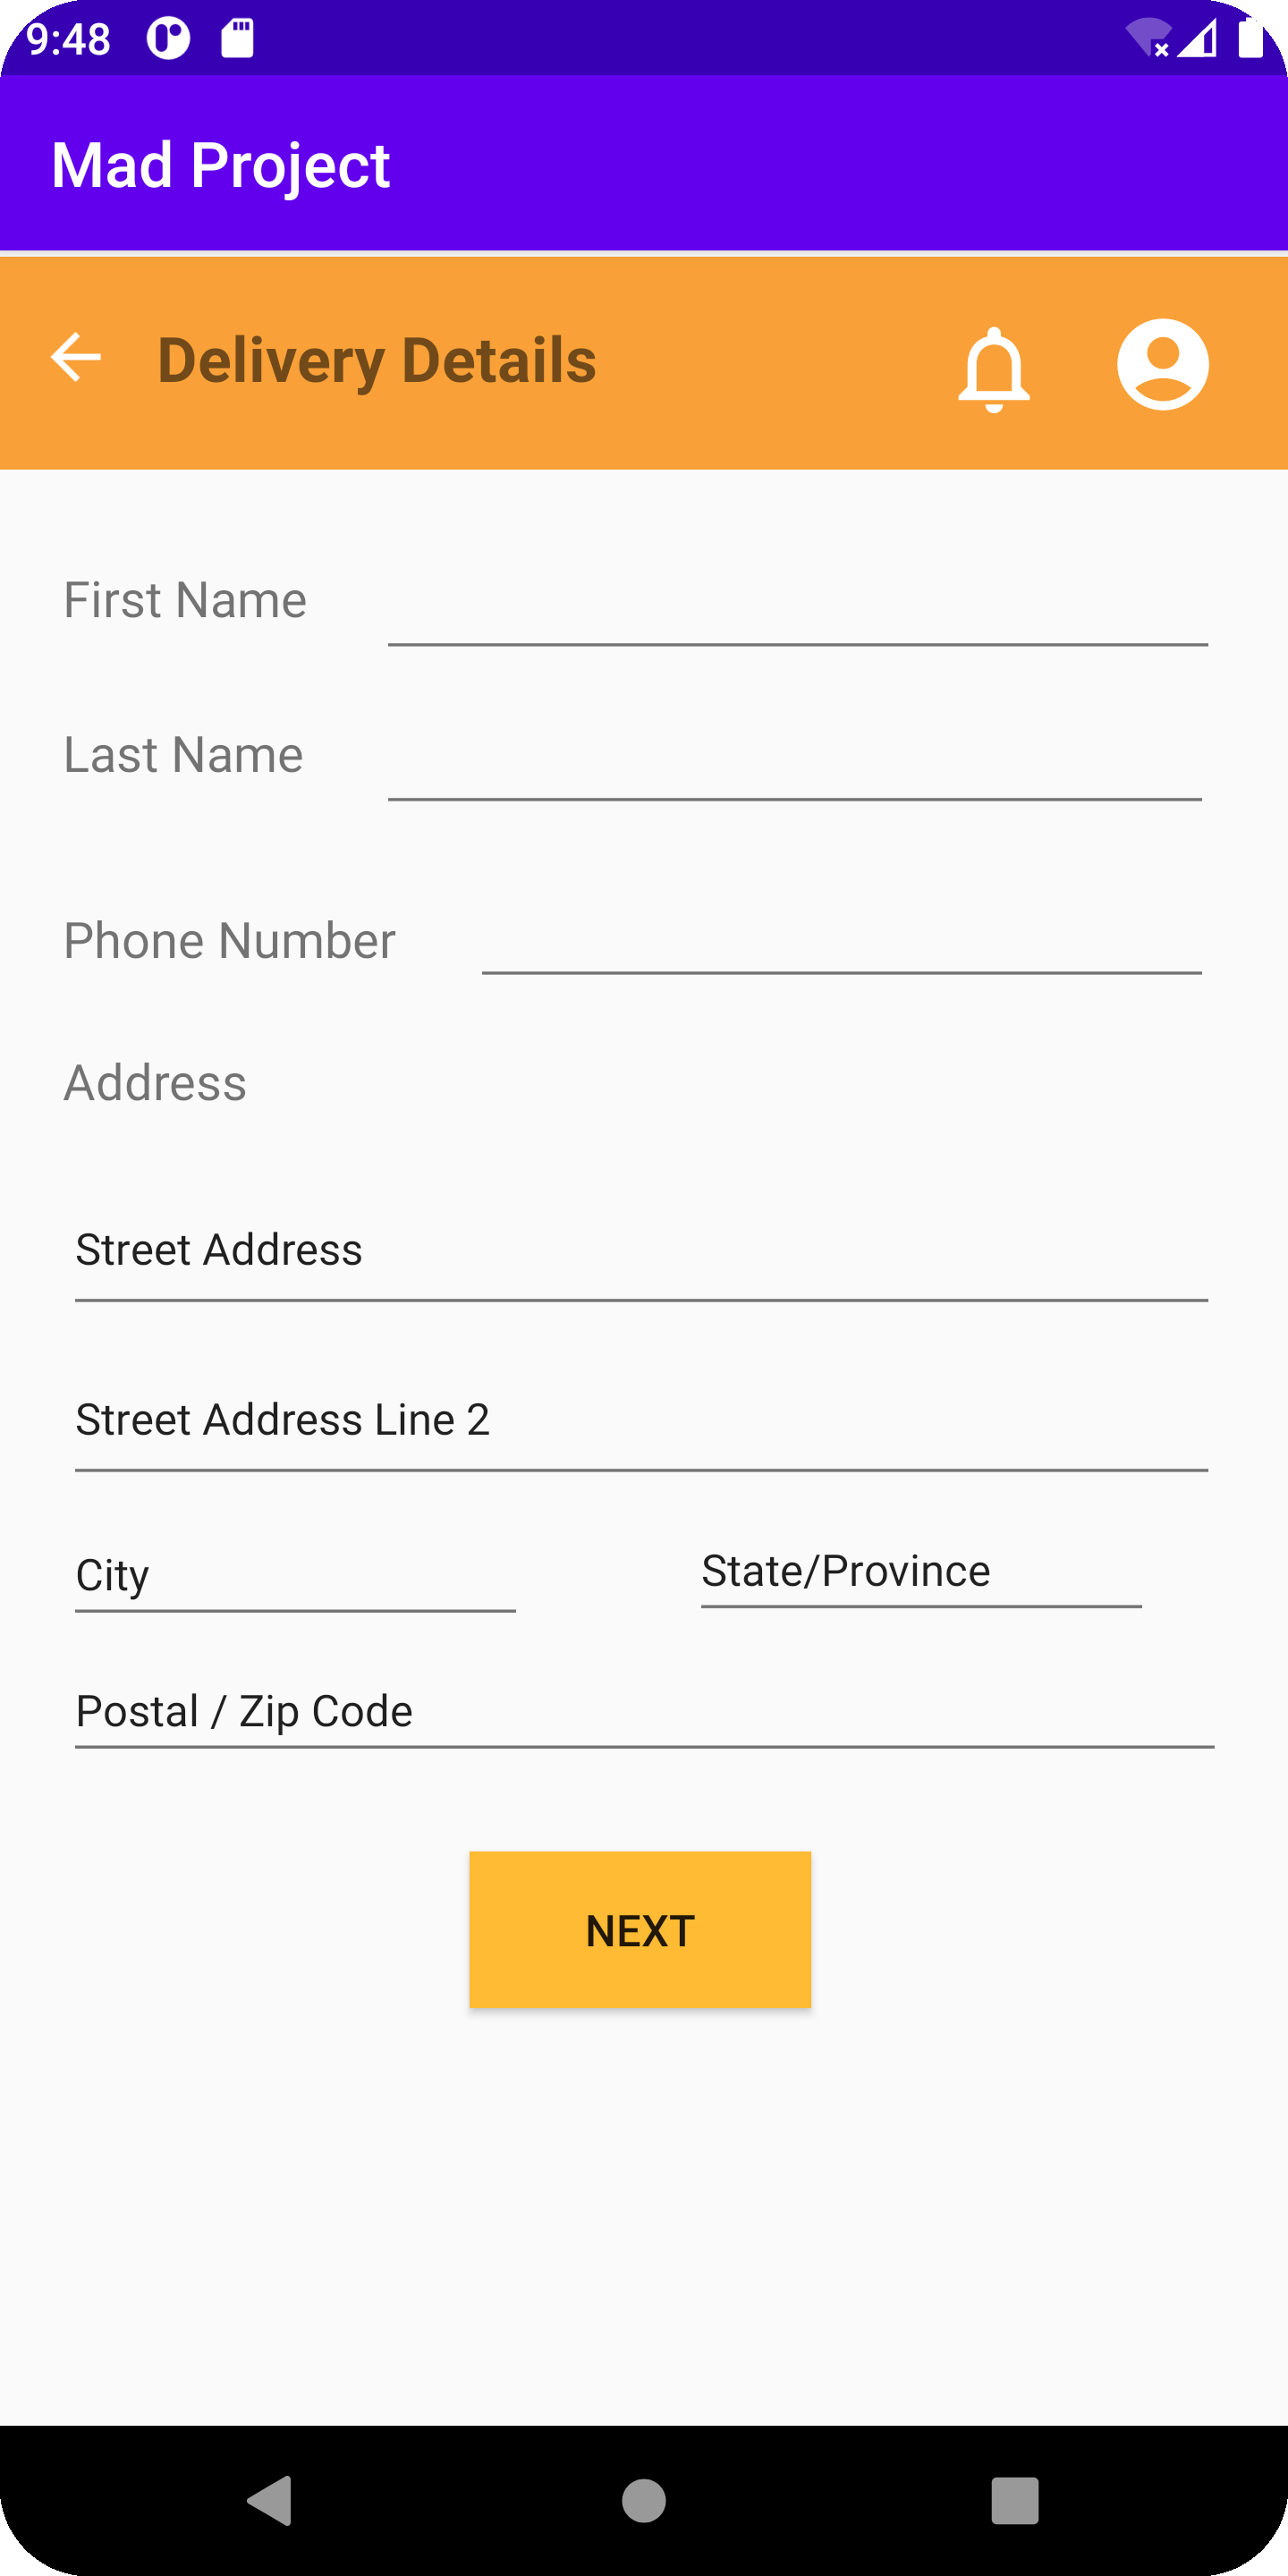 9:48
Mad Project
Delivery Details
First Name
Last Name
Phone Number
Address
Street Address
Street Address Line 2
City State/Province
Postal / Zip Code
NEXT